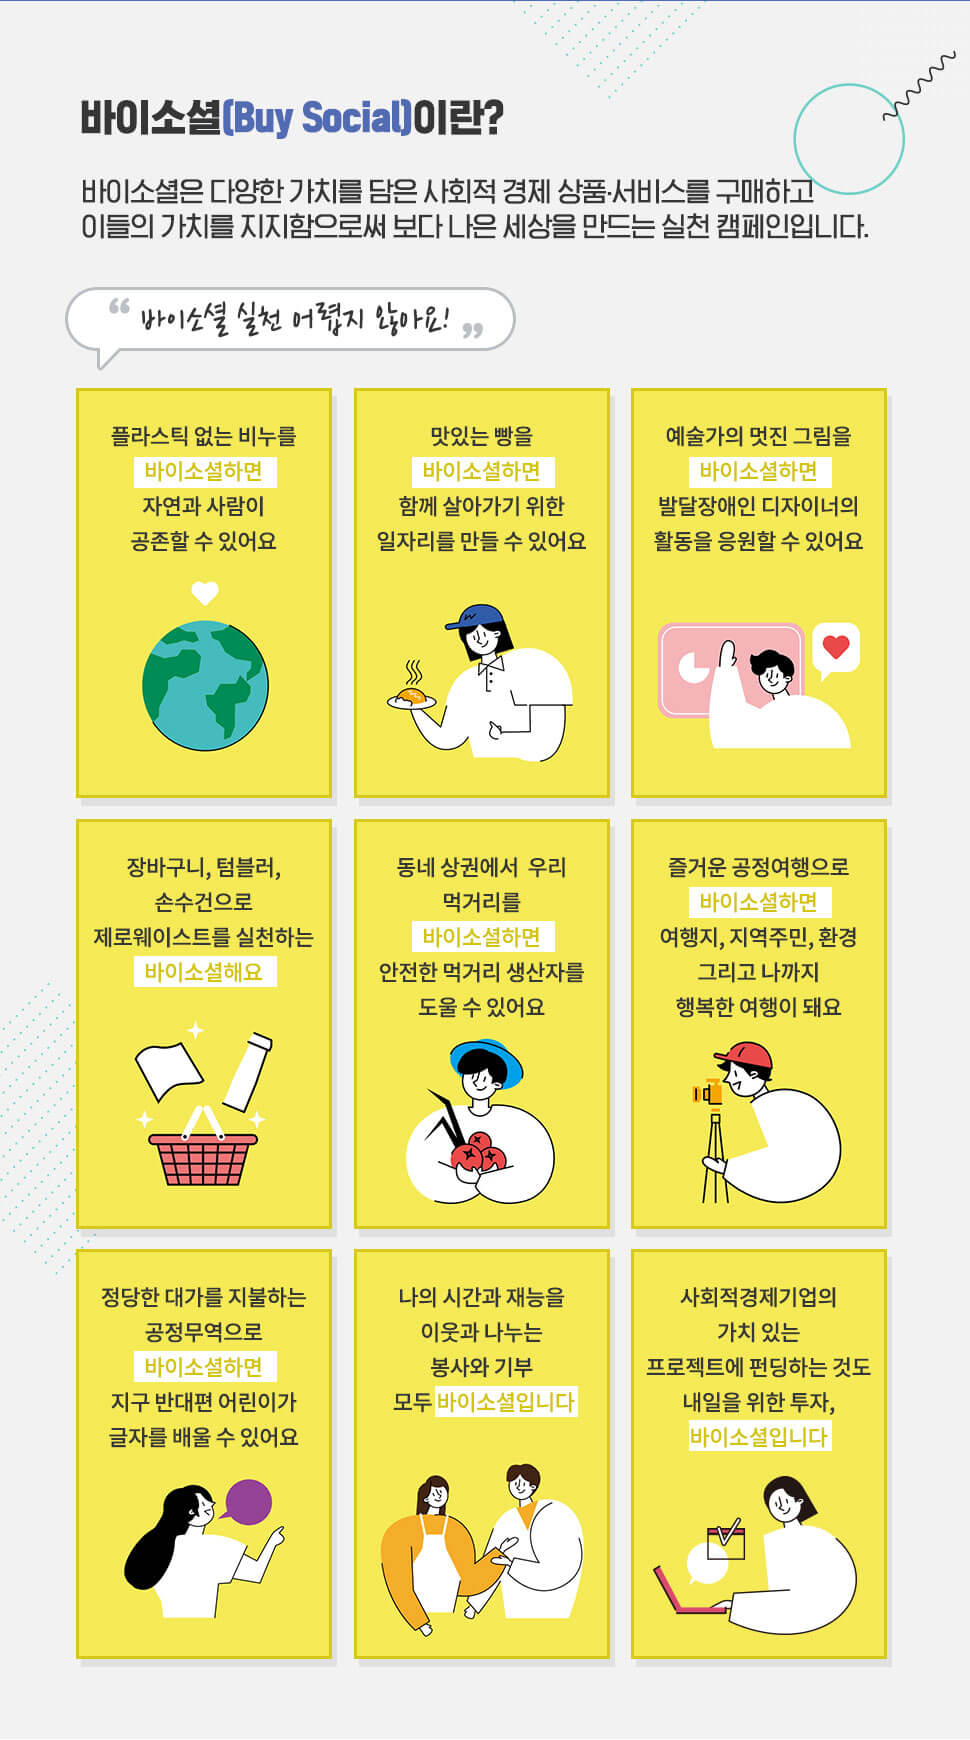 바이소셜(Buy Social)이란?
바이소셜은 다양한 가치를 담은 사회적 경제 상품·서비스를 구매하고
이들의 가치를 지지함으로써 보다 나은 세상을 만드는 실천 캠페인입니다.
“ 바이소셜 실천 어렵지 않아요! ”
플라스틱 없는 비누를
바이소셜하면
자연과 사람이
공존할 수 있어요
맛있는 빵을
바이소셜하면
함께 살아가기 위한
일자리를 만들 수 있어요
예술가의 멋진 그림을
바이소셜하면
발달장애인 디자이너의
활동을 응원할 수 있어요
장바구니, 텀블러,
손수건으로
제로웨이스트를 실천하는
바이소셜해요
동네 상권에서 우리
먹거리를
바이소셜하면
안전한 먹거리 생산자를
도울 수 있어요
즐거운 공정여행으로
바이소셜하면
여행지, 지역주민, 환경
그리고 나까지
행복한 여행이 돼요
정당한 대가를 지불하는
공정무역으로
바이소셜하면
지구 반대편 어린이가
글자를 배울 수 있어요
나의 시간과 재능을
이웃과 나누는
봉사와 기부
모두 바이소셜입니다
사회적경제기업의
가치 있는
프로젝트에 펀딩하는 것도
내일을 위한 투자,
바이소셜입니다